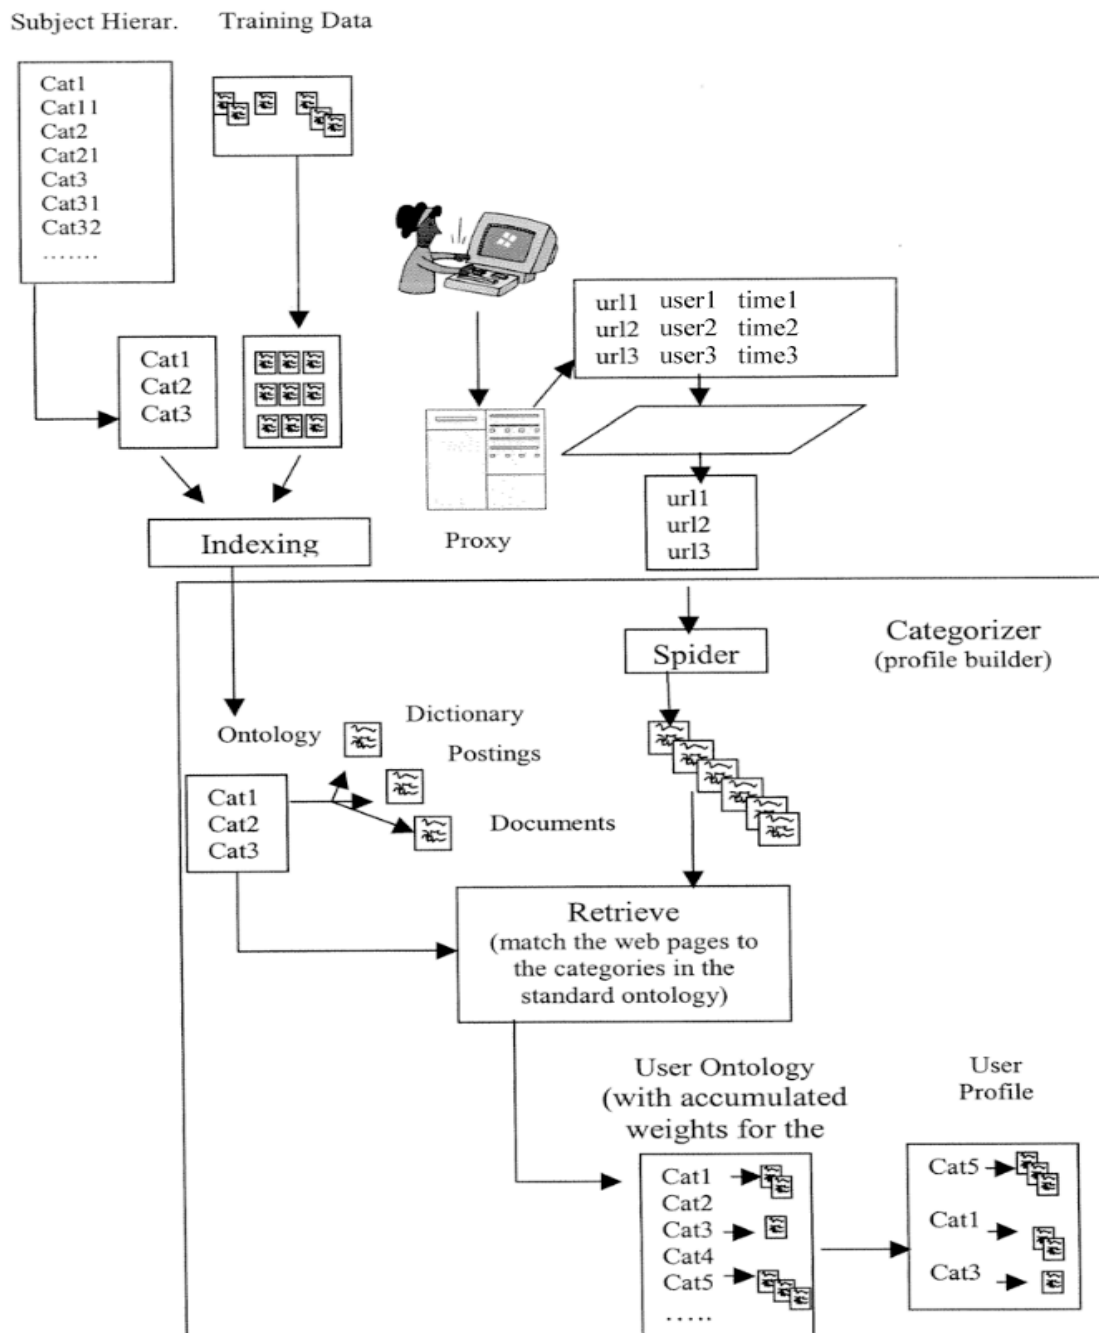 Subject Hierar.
Training Data
Cat1
Cat11
Cat2
Cat21
Cat3
Cat31
Cat32
.......
Cat1
Cat2
Cat3
Indexing
Proxy
url1 user1 time1
url2 user2 time2
url3 user3 time3
url1
url2
url3
Categorizer
(profile builder)
Spider
Ontology
Dictionary
Postings
Documents
Cat1
Cat2
Cat3
Retrieve
(match the web pages to
the categories in the
standard ontology)
User Ontology
(with accumulated
weights for the
Cat1
Cat2
Cat3
Cat4
Cat5
.....
User
Profile
Cat5
Cat1
Cat3